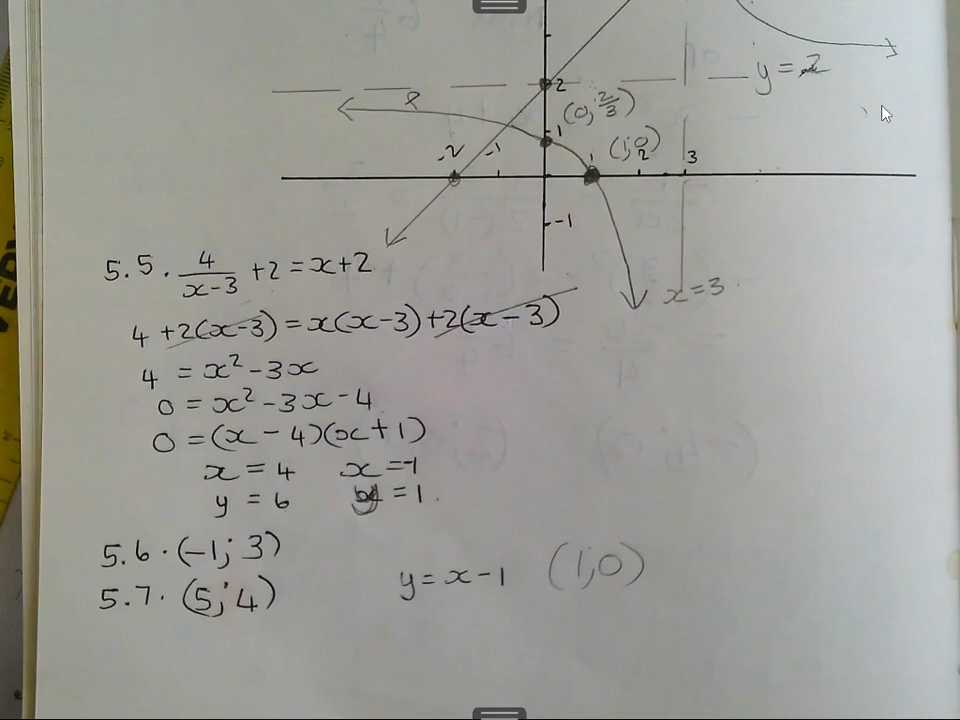 y = 2
2
(0; 2/3)
1
(1;0)
-2
-1
1
2
3
-1
x = 3
5.5. 4/(x-3) + 2 = x + 2
4 + 2(x-3) = x(x-3) + 2(x-3)
4 = x² - 3x
0 = x² - 3x - 4
0 = (x - 4)(x + 1)
x = 4 x = -1
y = 6 y = 1.
5.6. (-1; 3)
5.7. (5; 4)
y = x - 1 (1;0)